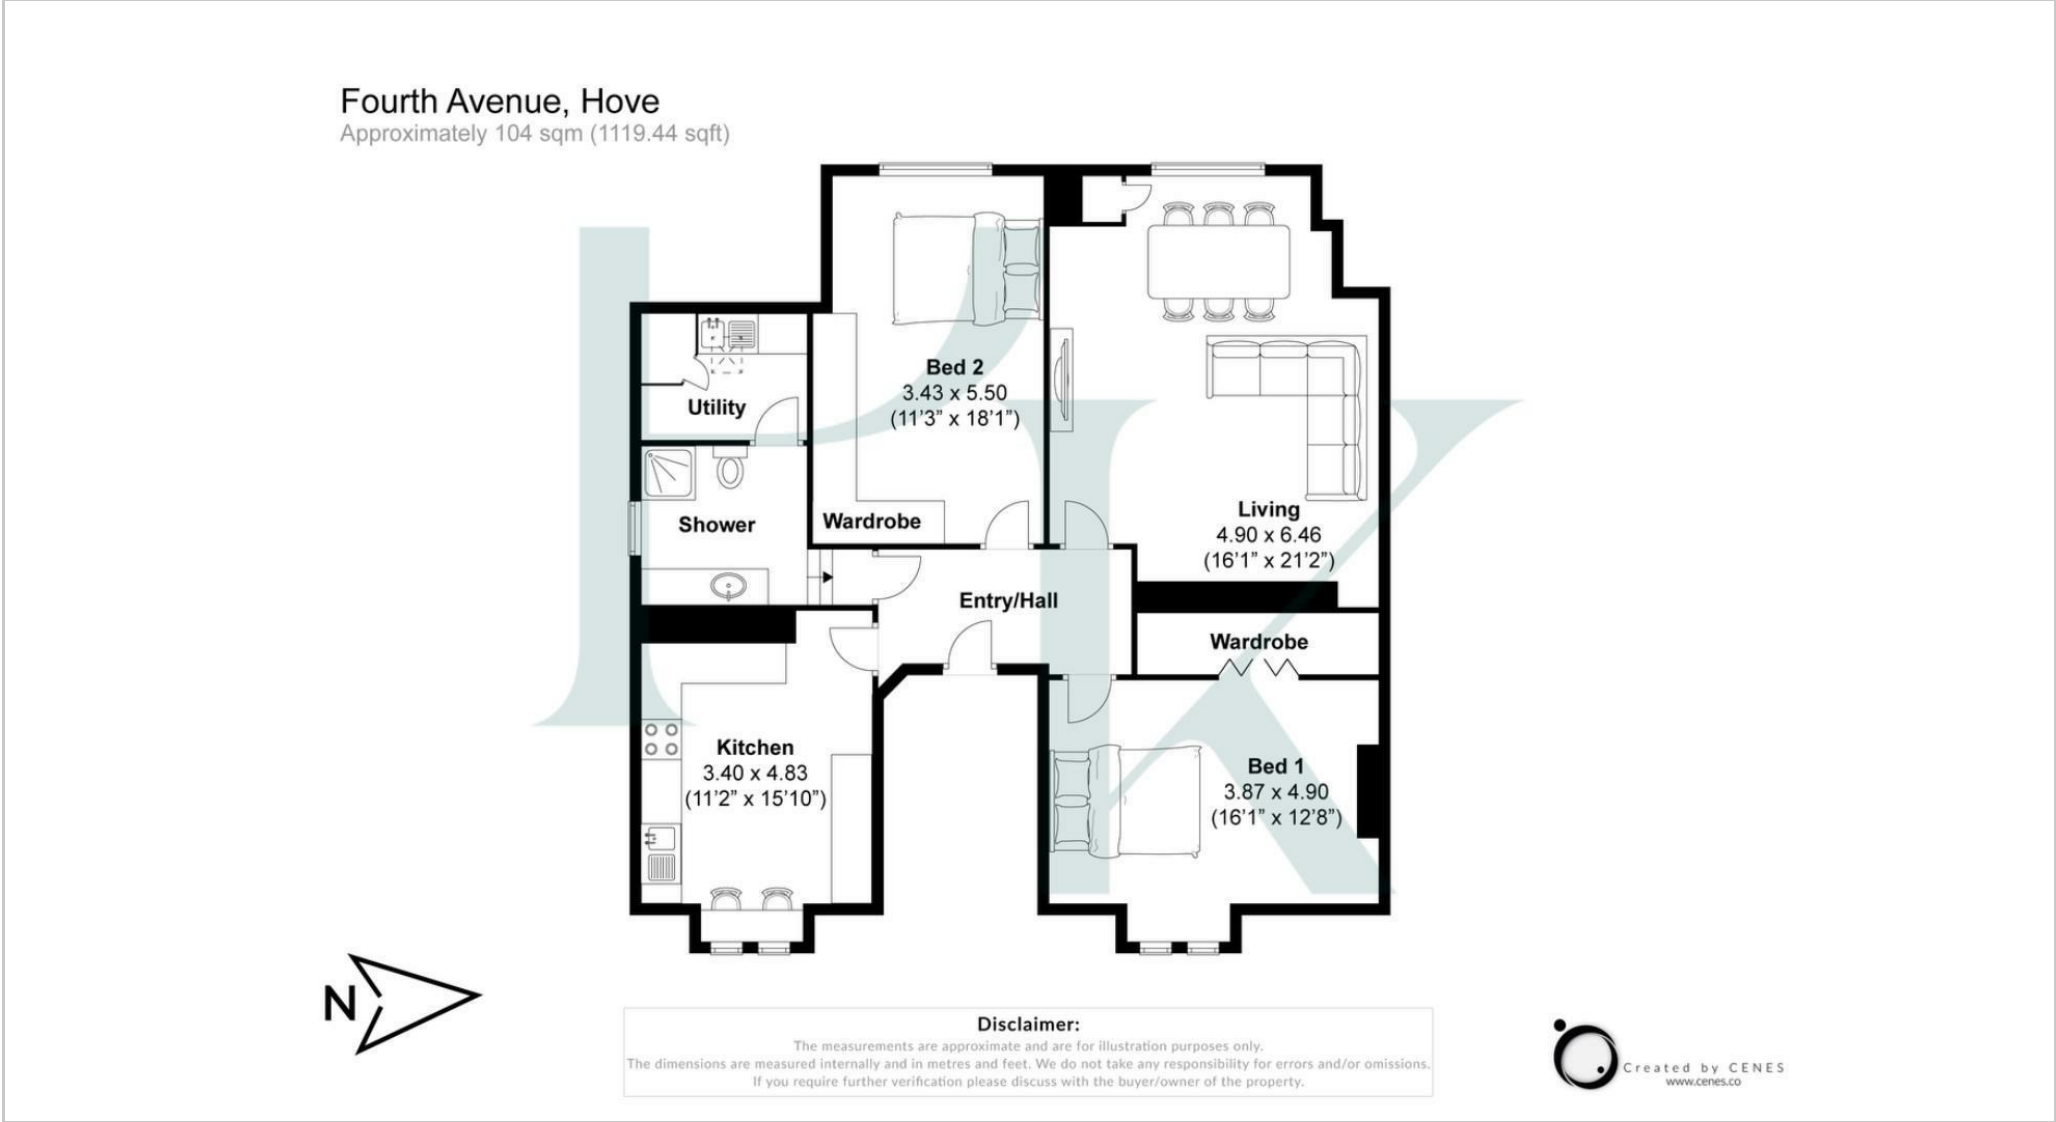 Fourth Avenue, Hove
Approximately 104 sqm (1119.44 sqft)
Bed 2
3.43 x 5.50
(11'3” x 18'1”)
Utility
Living
4.90 x 6.46
(16'1” x 21'2”)
Wardrobe
Shower
Entry/Hall
Wardrobe
Kitchen
3.40 x 4.83
(11'2” x 15'10”)
Bed 1
3.87 x 4.90
(16'1” x 12'8”)
N
Disclaimer:
The measurements are approximate and are for illustration purposes only.
The dimensions are measured internally and in metres and feet. We do not take any responsibility for errors and/or omissions.
If you require further verification please discuss with the buyer/owner of the property.
Created by CENES
www.cenes.co